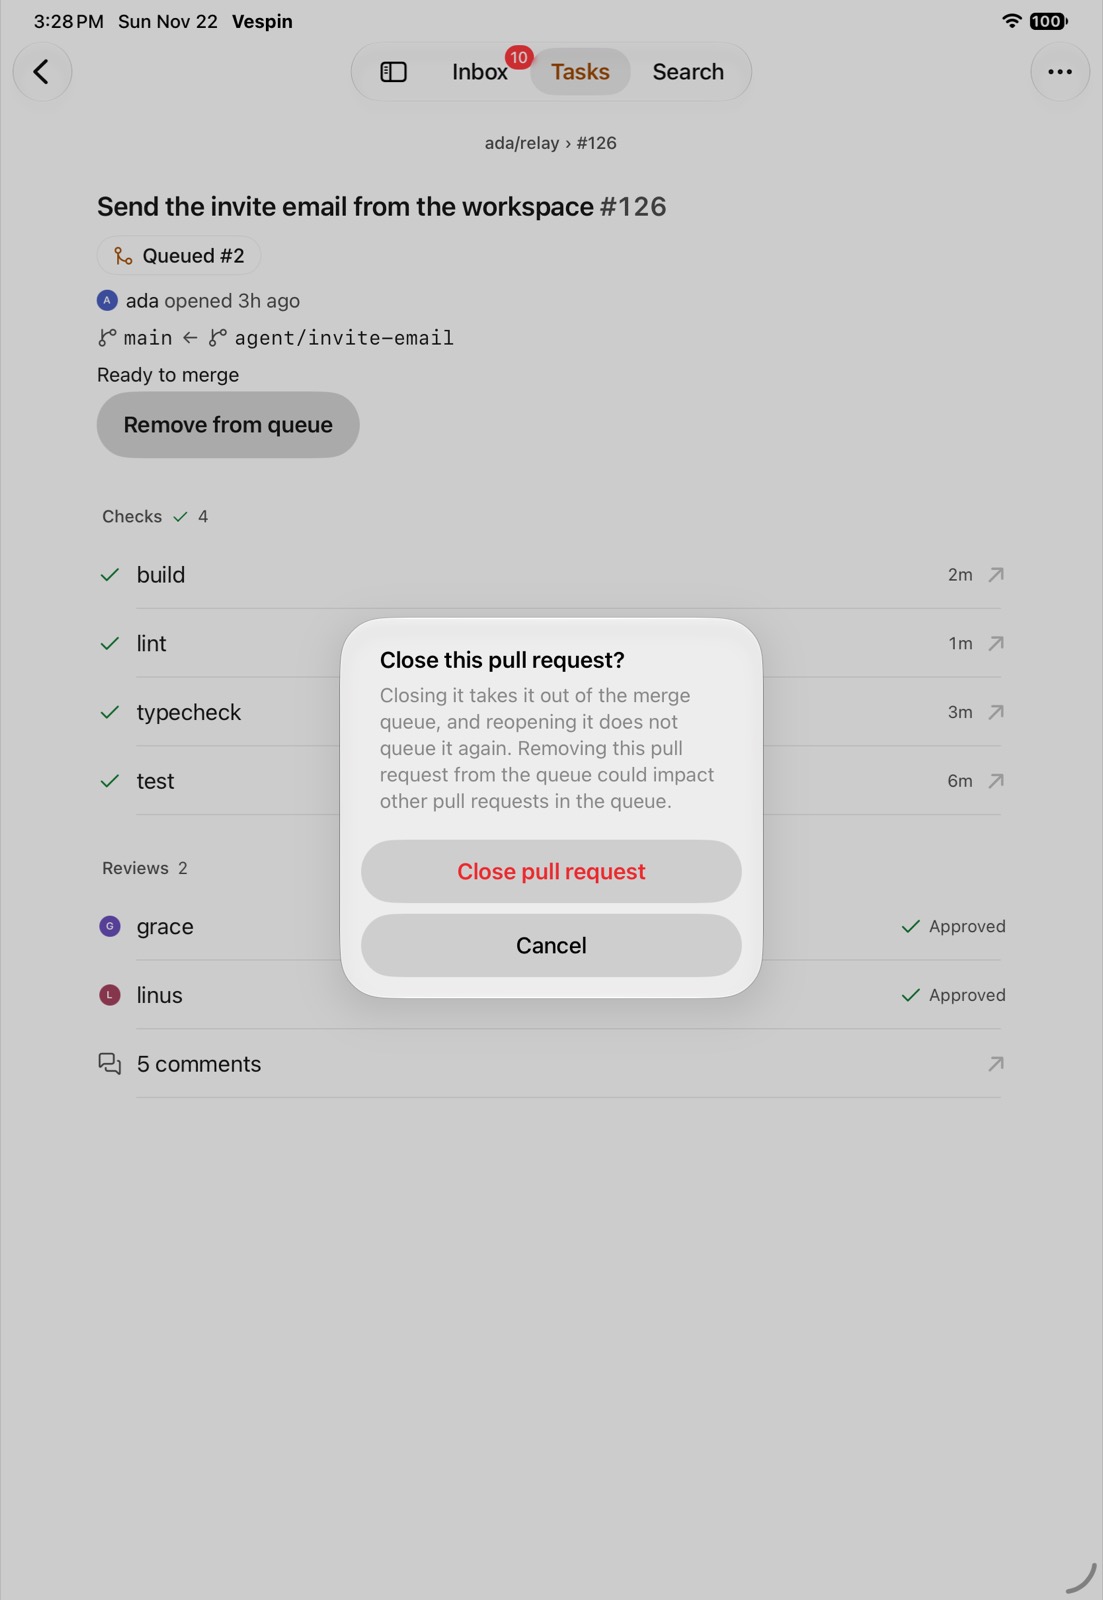 3:28 PM Sun Nov 22 Vespin
100
Inbox 10 Tasks Search
ada/relay › #126
Send the invite email from the workspace #126
Queued #2
A ada opened 3h ago
main ← agent/invite-email
Ready to merge
Remove from queue
Checks ✓ 4
build 2m
lint 1m
typecheck 3m
test 6m
Close this pull request?
Closing it takes it out of the merge
queue, and reopening it does not
queue it again. Removing this pull
request from the queue could impact
other pull requests in the queue.
Close pull request
Cancel
Reviews 2
G grace Approved
L linus Approved
5 comments